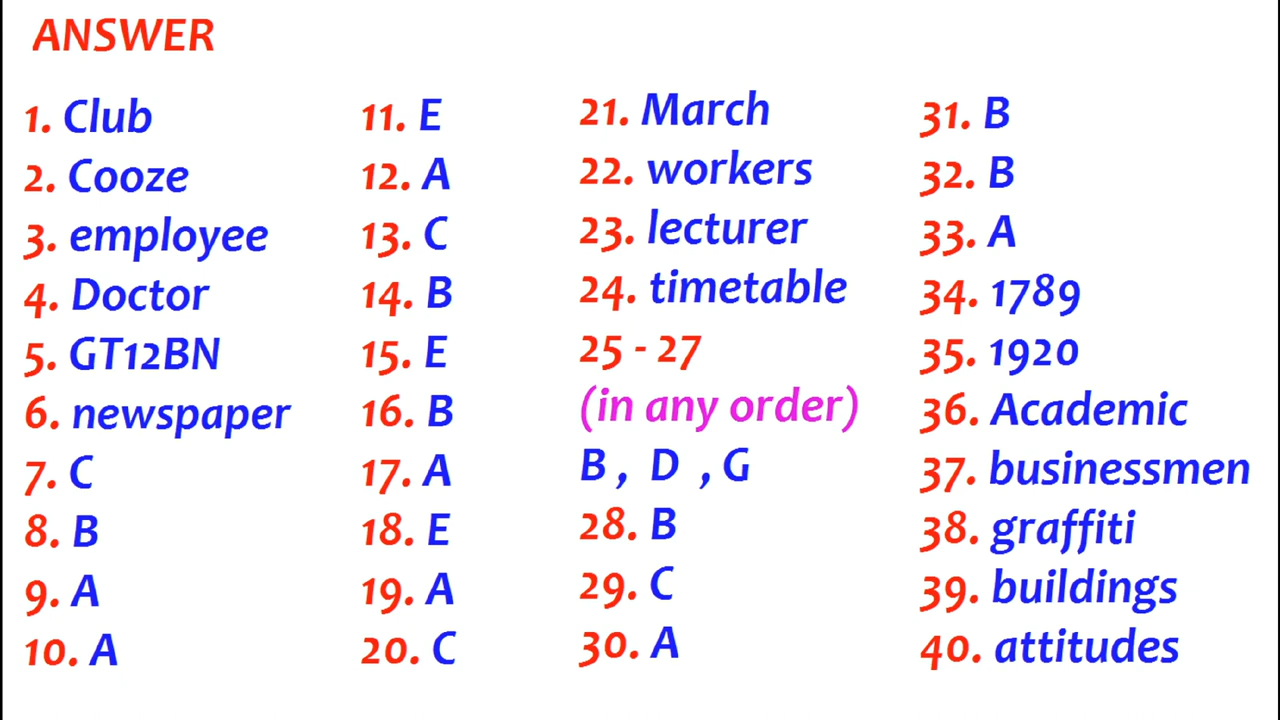 ANSWER
1. Club
2. Cooze
3. employee
4. Doctor
5. GT12BN
6. newspaper
7. C
8. B
9. A
10. A
11. E
12. A
13. C
14. B
15. E
16. B
17. A
18. E
19. A
20. C
21. March
22. workers
23. lecturer
24. timetable
25 - 27
(in any order)
B , D , G
28. B
29. C
30. A
31. B
32. B
33. A
34. 1789
35. 1920
36. Academic
37. businessmen
38. graffiti
39. buildings
40. attitudes